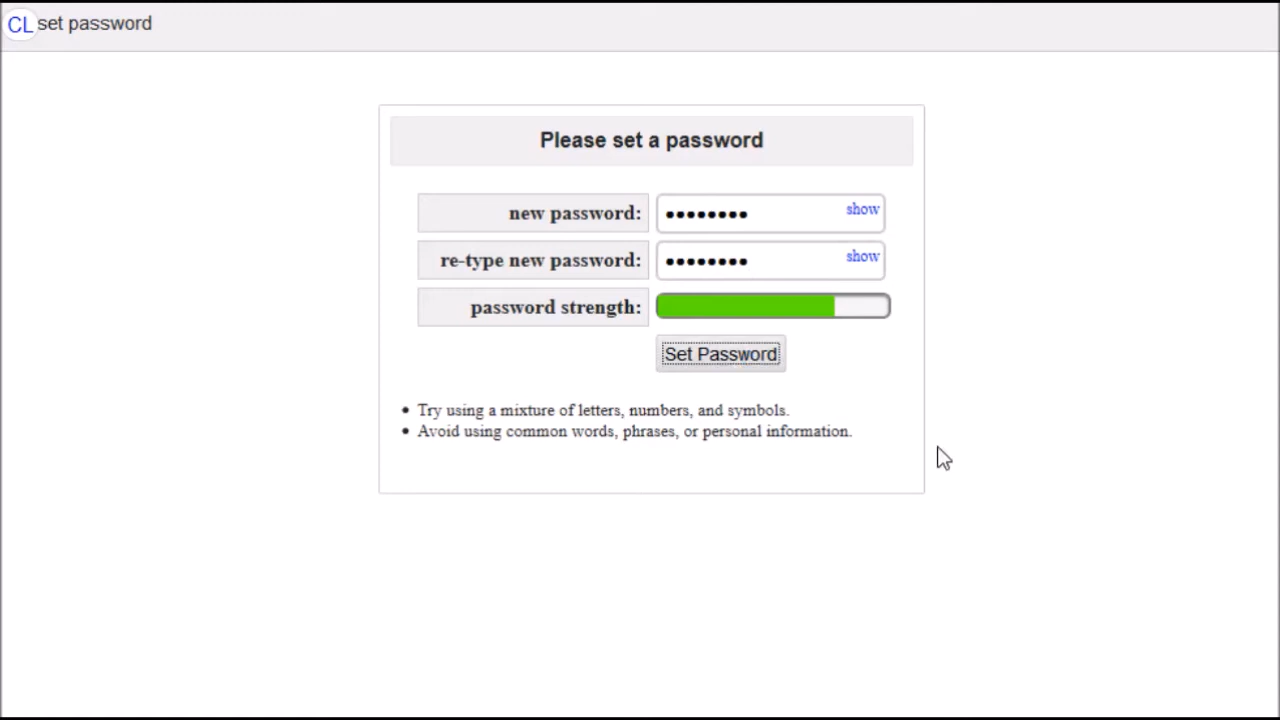 CL set password
Please set a password
new password: •••••••• show
re-type new password: •••••••• show
password strength:
Set Password
• Try using a mixture of letters, numbers, and symbols.
• Avoid using common words, phrases, or personal information.